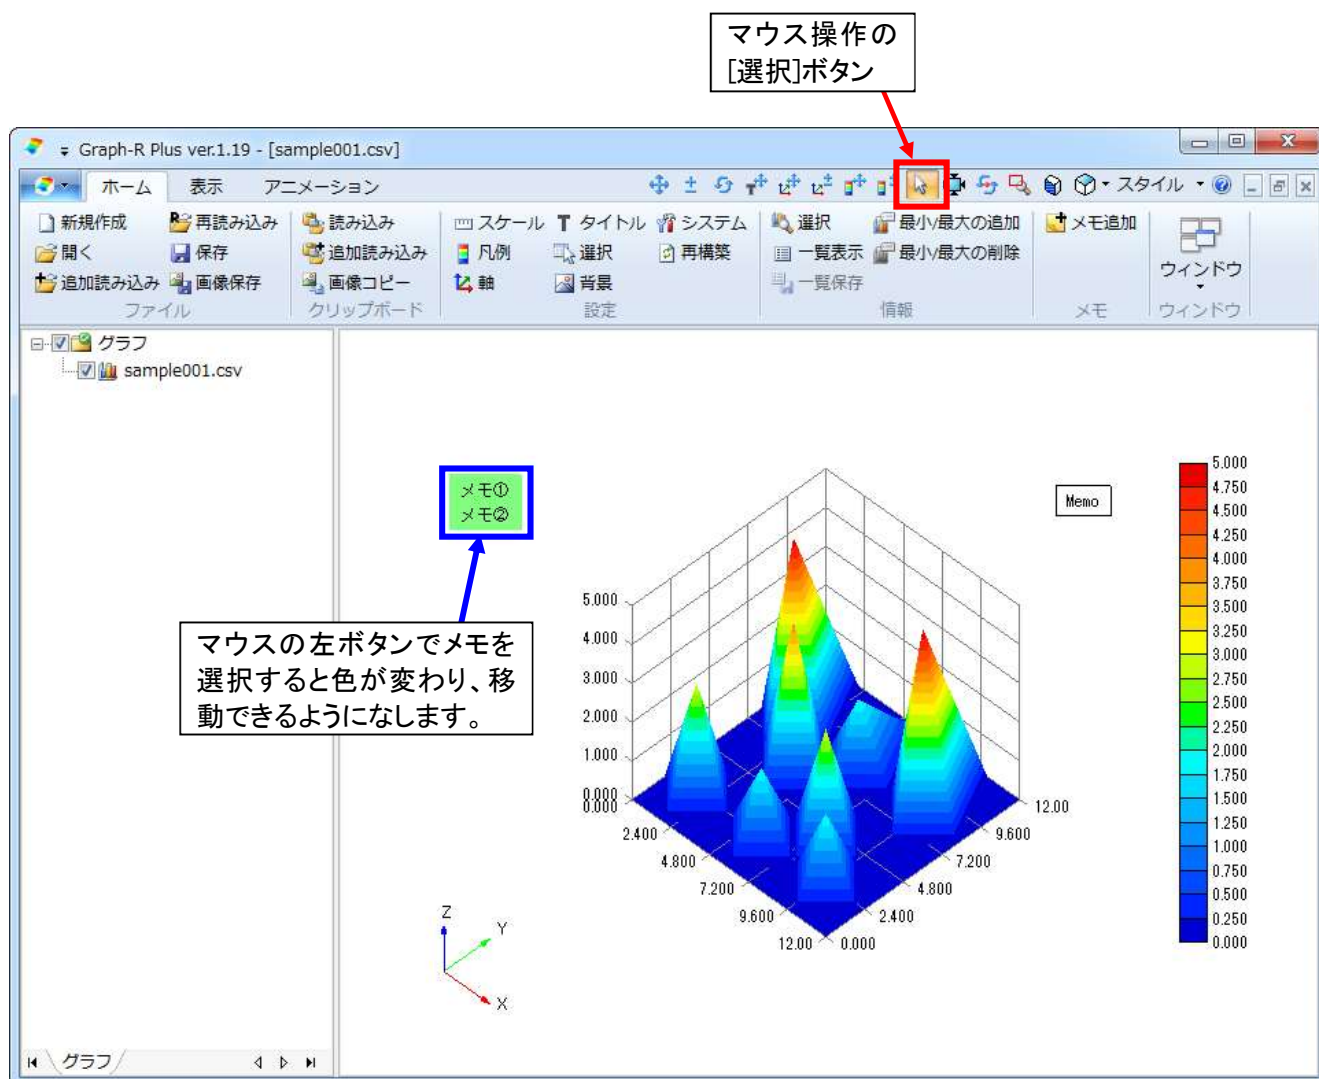 マウス操作の
[選択]ボタン
Graph-R Plus ver.1.19 - [sample001.csv]
ホーム 表示 アニメーション スタイル
新規作成 再読み込み 読み込み スケール タイトル システム 選択 最小/最大の追加 メモ追加
開く 保存 追加読み込み 凡例 選択 再構築 一覧表示 最小/最大の削除
追加読み込み 画像保存 画像コピー 軸 背景 一覧保存 ウィンドウ
ファイル クリップボード 設定 情報 メモ ウィンドウ
グラフ
sample001.csv
メモ①
メモ②
マウスの左ボタンでメモを
選択すると色が変わり、移
動できるようになします。
Memo
5.000
4.000
3.000
2.000
1.000
0.000
0.000
2.400
4.800
7.200
9.600
12.00
0.000
2.400
4.800
7.200
9.600
12.00
5.000
4.750
4.500
4.250
4.000
3.750
3.500
3.250
3.000
2.750
2.500
2.250
2.000
1.750
1.500
1.250
1.000
0.750
0.500
0.250
0.000
Z
Y
X
グラフ